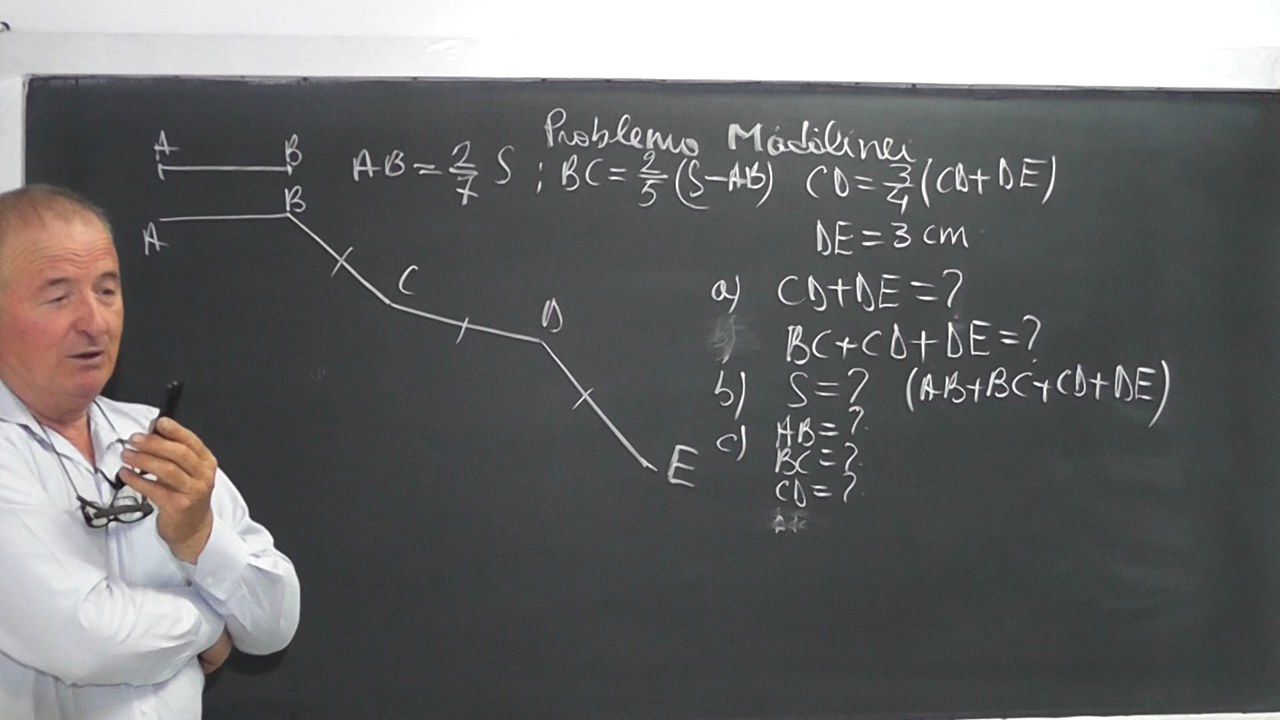 Problema Mădălinei
A B AB = 2/7 S ; BC = 2/5 (S-AB) CD = 3/4 (CD+DE)
B
A
DE = 3 cm
C
a) CD+DE = ?
D
b) BC+CD+DE = ?
b) S = ? (AB+BC+CD+DE)
c) AB = ?
BC = ?
E
CD = ?